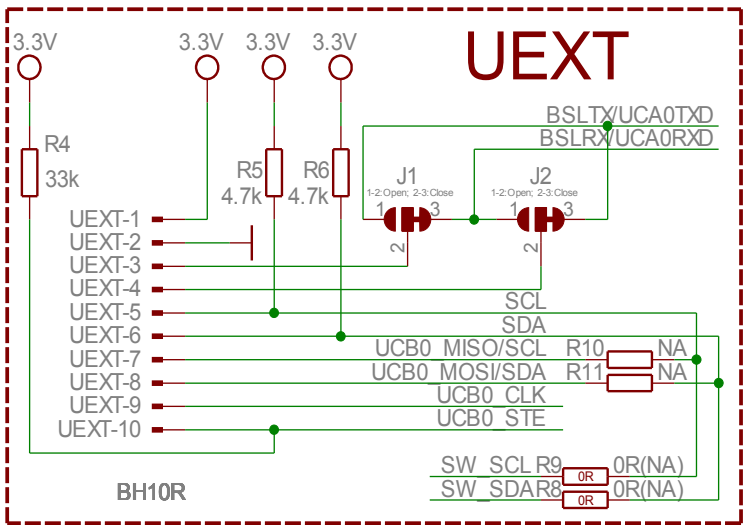 UEXT
3.3V 3.3V 3.3V 3.3V
BSLTX/UCA0TXD
BSLRX/UCA0RXD
R4
33k
R5 R6
4.7k 4.7k
J1 J2
1-2:Open; 2-3:Close 1-2:Open; 2-3:Close
1 3 1 3
2 2
UEXT-1
UEXT-2
UEXT-3
UEXT-4
UEXT-5 SCL
UEXT-6 SDA
UEXT-7 UCB0_MISO/SCL R10 NA
UEXT-8 UCB0_MOSI/SDA R11 NA
UEXT-9 UCB0_CLK
UEXT-10 UCB0_STE
SW_SCL R9 0R 0R(NA)
SW_SDA R8 0R 0R(NA)
BH10R